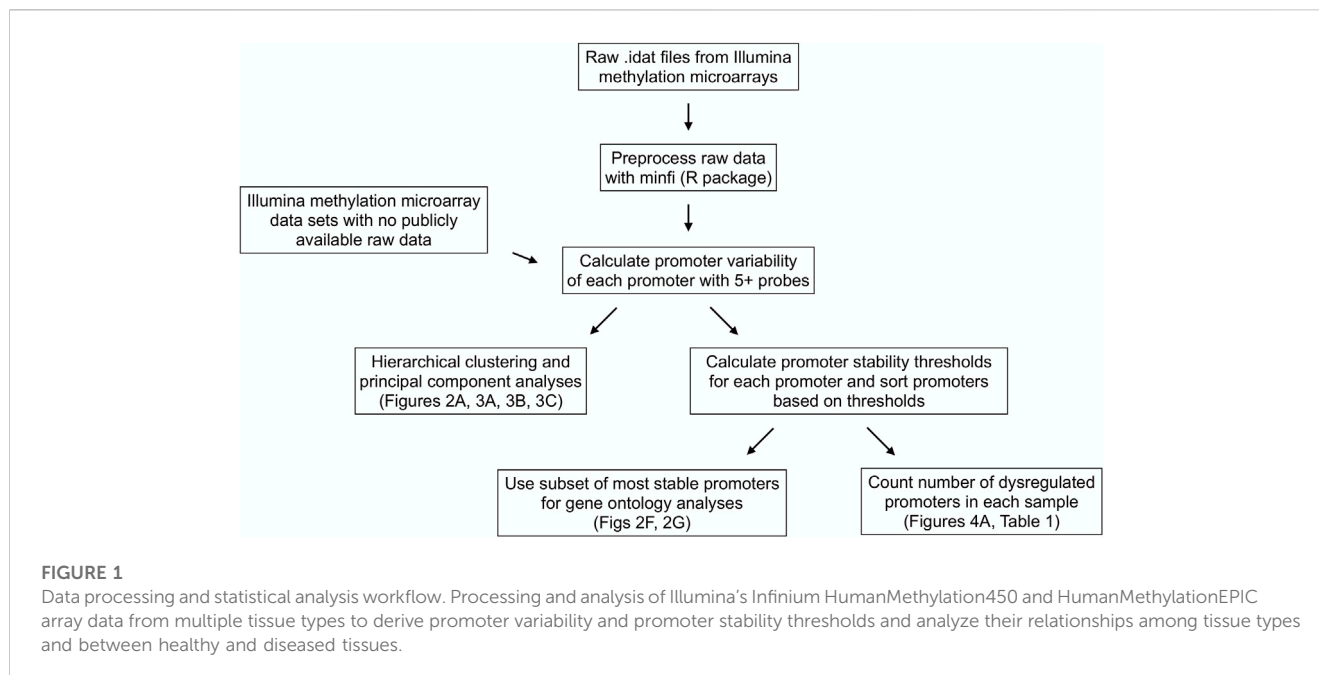 Raw .idat files from Illumina
methylation microarrays
Preprocess raw data
with minfi (R package)
Illumina methylation microarray
data sets with no publicly
available raw data
Calculate promoter variability
of each promoter with 5+ probes
Hierarchical clustering and
principal component analyses
(Figures 2A, 3A, 3B, 3C)
Calculate promoter stability thresholds
for each promoter and sort promoters
based on thresholds
Use subset of most stable promoters
for gene ontology analyses
(Figs 2F, 2G)
Count number of dysregulated
promoters in each sample
(Figures 4A, Table 1)
FIGURE 1
Data processing and statistical analysis workflow. Processing and analysis of Illumina's Infinium HumanMethylation450 and HumanMethylationEPIC
array data from multiple tissue types to derive promoter variability and promoter stability thresholds and analyze their relationships among tissue types
and between healthy and diseased tissues.